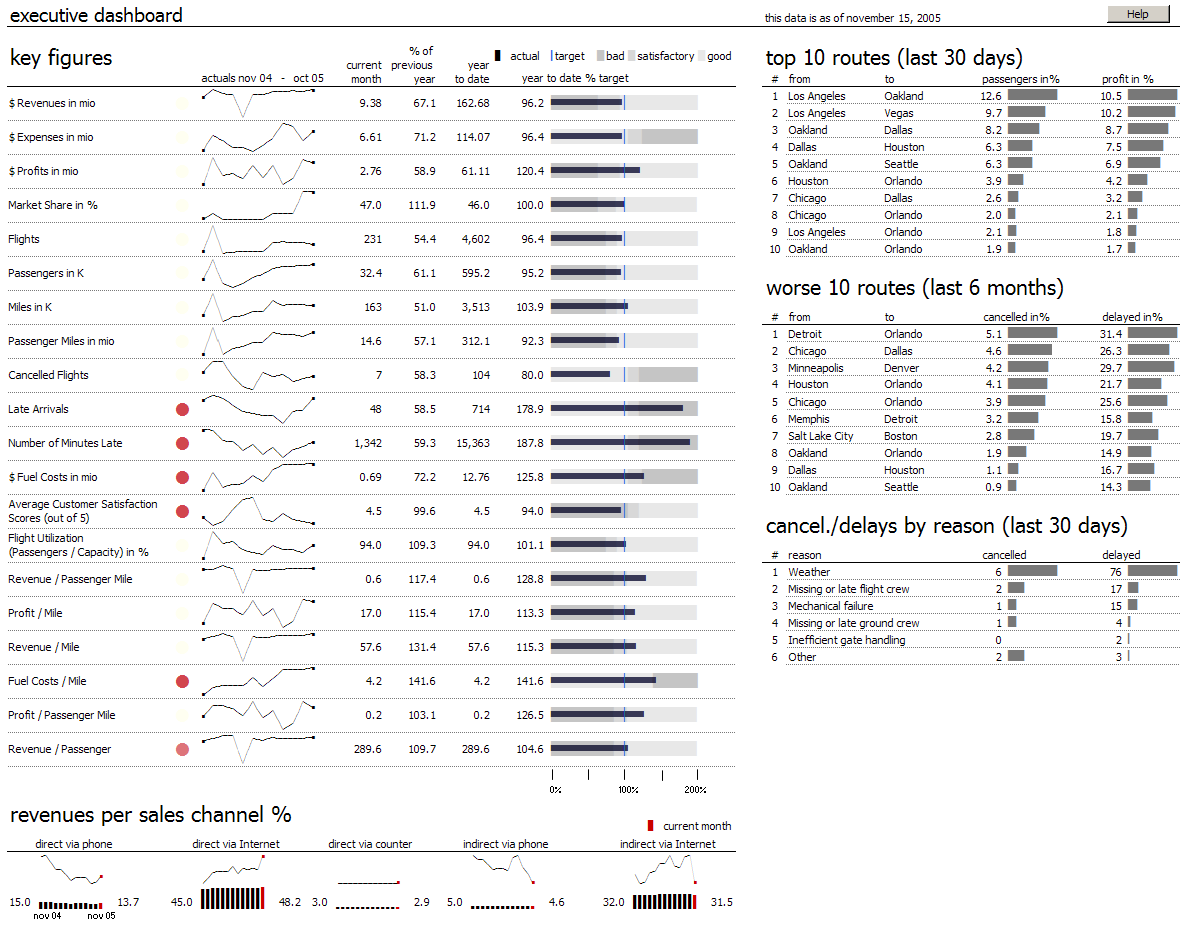 executive dashboard
this data is as of november 15, 2005
Help
key figures
actuals nov 04 - oct 05
current month
% of previous year
year to date
actual target bad satisfactory good
year to date % target
$ Revenues in mio 9.38 67.1 162.68 96.2
$ Expenses in mio 6.61 71.2 114.07 96.4
$ Profits in mio 2.76 58.9 61.11 120.4
Market Share in % 47.0 111.9 46.0 100.0
Flights 231 54.4 4,602 96.4
Passengers in K 32.4 61.1 595.2 95.2
Miles in K 163 51.0 3,513 103.9
Passenger Miles in mio 14.6 57.1 312.1 92.3
Cancelled Flights 7 58.3 104 80.0
Late Arrivals 48 58.5 714 178.9
Number of Minutes Late 1,342 59.3 15,363 187.8
$ Fuel Costs in mio 0.69 72.2 12.76 125.8
Average Customer Satisfaction
Scores (out of 5) 4.5 99.6 4.5 94.0
Flight Utilization
(Passengers / Capacity) in % 94.0 109.3 94.0 101.1
Revenue / Passenger Mile 0.6 117.4 0.6 128.8
Profit / Mile 17.0 115.4 17.0 113.3
Revenue / Mile 57.6 131.4 57.6 115.3
Fuel Costs / Mile 4.2 141.6 4.2 141.6
Profit / Passenger Mile 0.2 103.1 0.2 126.5
Revenue / Passenger 289.6 109.7 289.6 104.6
0% 100% 200%
revenues per sales channel %
current month
direct via phone direct via Internet direct via counter indirect via phone indirect via Internet
15.0 13.7 45.0 48.2 3.0 2.9 5.0 4.6 32.0 31.5
nov 04 nov 05
top 10 routes (last 30 days)
# from to passengers in% profit in %
1 Los Angeles Oakland 12.6 10.5
2 Los Angeles Vegas 9.7 10.2
3 Oakland Dallas 8.2 8.7
4 Dallas Houston 6.3 7.5
5 Oakland Seattle 6.3 6.9
6 Houston Orlando 3.9 4.2
7 Chicago Dallas 2.6 3.2
8 Chicago Orlando 2.0 2.1
9 Los Angeles Orlando 2.1 1.8
10 Oakland Orlando 1.9 1.7
worse 10 routes (last 6 months)
# from to cancelled in% delayed in%
1 Detroit Orlando 5.1 31.4
2 Chicago Dallas 4.6 26.3
3 Minneapolis Denver 4.2 29.7
4 Houston Orlando 4.1 21.7
5 Chicago Orlando 3.9 25.6
6 Memphis Detroit 3.2 15.8
7 Salt Lake City Boston 2.8 19.7
8 Oakland Orlando 1.9 14.9
9 Dallas Houston 1.1 16.7
10 Oakland Seattle 0.9 14.3
cancel./delays by reason (last 30 days)
# reason cancelled delayed
1 Weather 6 76
2 Missing or late flight crew 2 17
3 Mechanical failure 1 15
4 Missing or late ground crew 1 4
5 Inefficient gate handling 0 2
6 Other 2 3